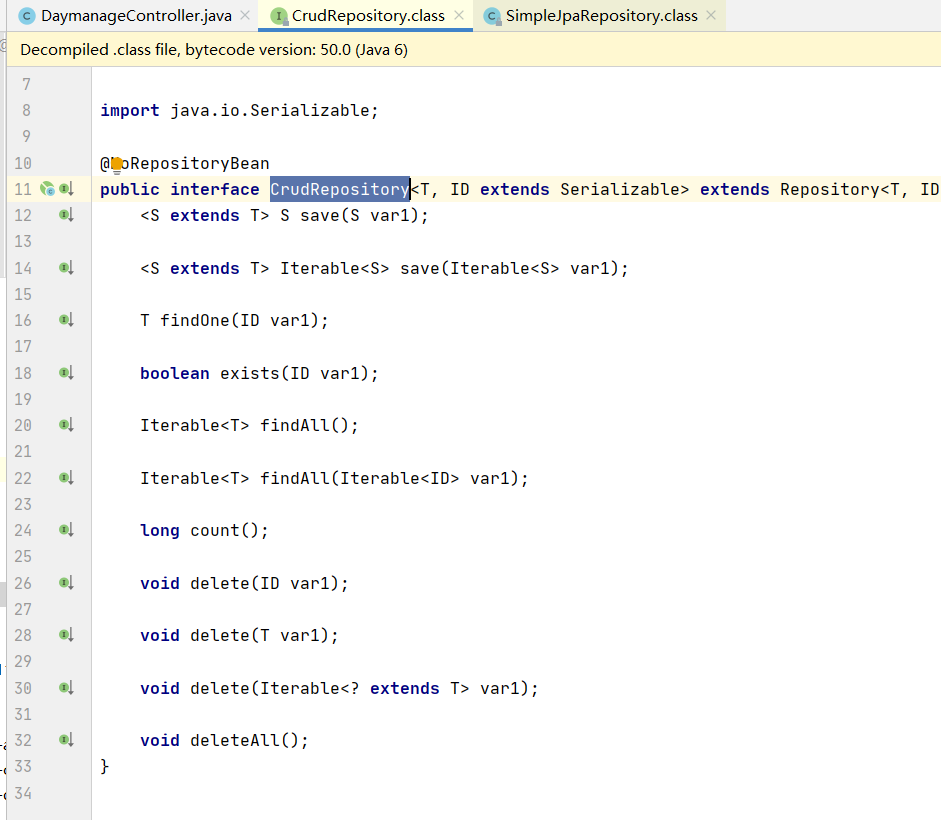 DaymanageController.java CrudRepository.class SimpleJpaRepository.class
Decompiled .class file, bytecode version: 50.0 (Java 6)
7
8 import java.io.Serializable;
9
10 @NoRepositoryBean
11 public interface CrudRepository<T, ID extends Serializable> extends Repository<T, ID
12 <S extends T> S save(S var1);
13
14 <S extends T> Iterable<S> save(Iterable<S> var1);
15
16 T findOne(ID var1);
17
18 boolean exists(ID var1);
19
20 Iterable<T> findAll();
21
22 Iterable<T> findAll(Iterable<ID> var1);
23
24 long count();
25
26 void delete(ID var1);
27
28 void delete(T var1);
29
30 void delete(Iterable<? extends T> var1);
31
32 void deleteAll();
33 }
34